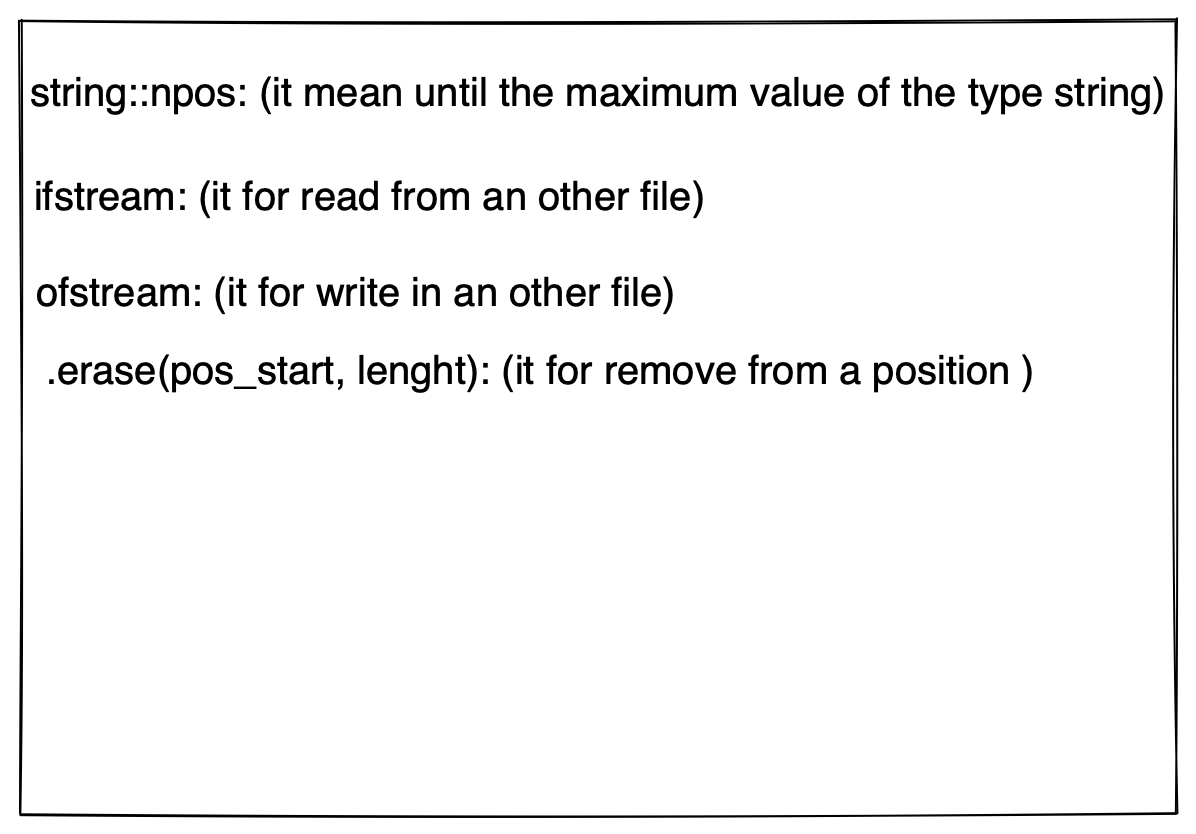 string::npos: (it mean until the maximum value of the type string)
ifstream: (it for read from an other file)
ofstream: (it for write in an other file)
.erase(pos_start, lenght): (it for remove from a position )